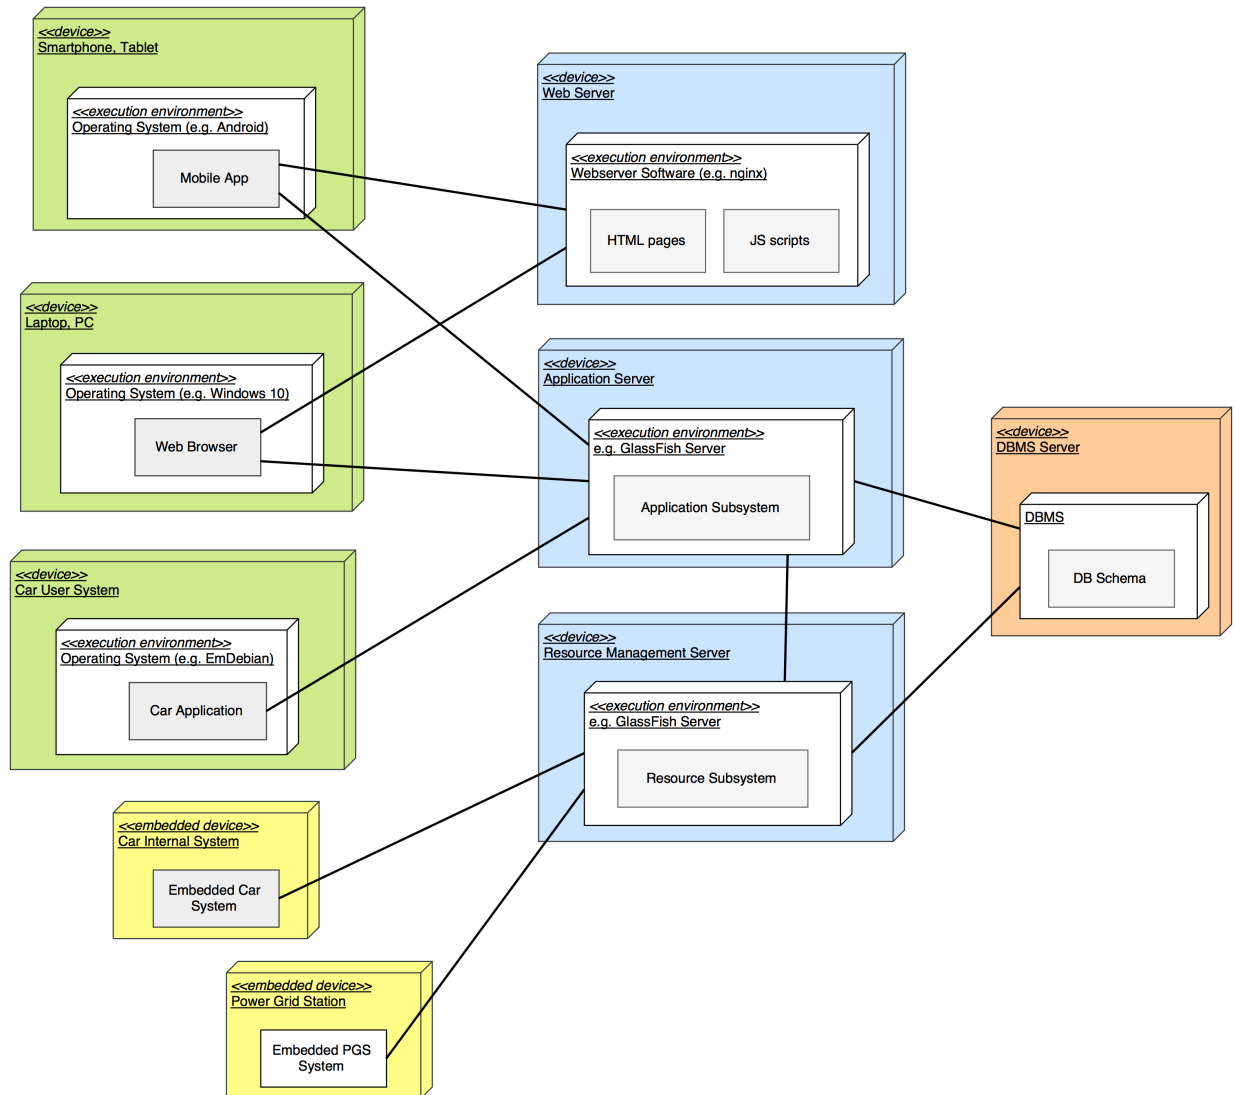 <<device>>
Smartphone, Tablet
<<execution environment>>
Operating System (e.g. Android)
Mobile App
<<device>>
Web Server
<<execution environment>>
Webserver Software (e.g. nginx)
HTML pages
JS scripts
<<device>>
Laptop, PC
<<execution environment>>
Operating System (e.g. Windows 10)
Web Browser
<<device>>
Application Server
<<execution environment>>
e.g. GlassFish Server
Application Subsystem
<<device>>
DBMS Server
DBMS
DB Schema
<<device>>
Car User System
<<execution environment>>
Operating System (e.g. EmDebian)
Car Application
<<device>>
Resource Management Server
<<execution environment>>
e.g. GlassFish Server
Resource Subsystem
<<embedded device>>
Car Internal System
Embedded Car
System
<<embedded device>>
Power Grid Station
Embedded PGS
System